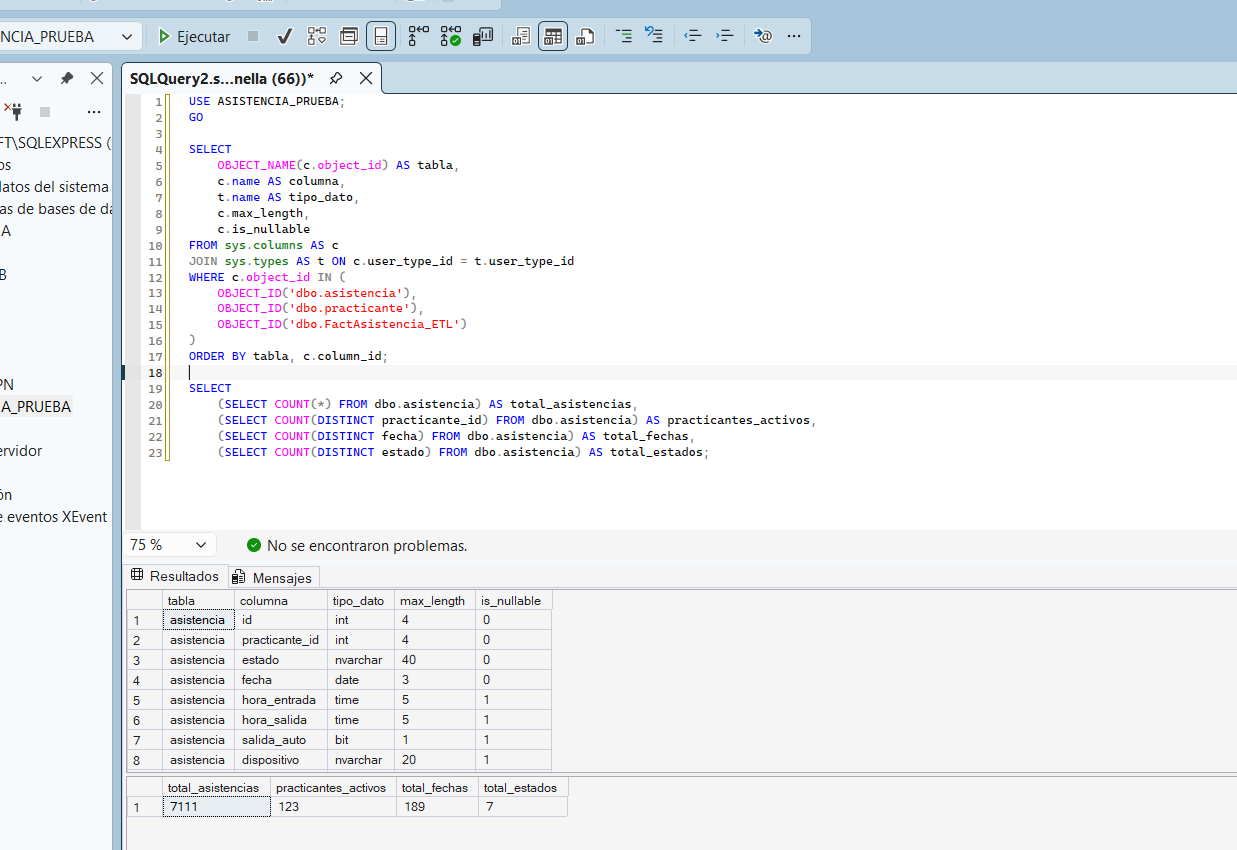 NCIA_PRUEBA
Ejecutar
...
SQLQuery2.s...nella (66))*
FT\SQLEXPRESS (
os
datos del sistema
as de bases de da
A
B
PN
A_PRUEBA
ervidor
ón
e eventos XEvent
1 USE ASISTENCIA_PRUEBA;
2 GO
3
4 SELECT
5 OBJECT_NAME(c.object_id) AS tabla,
6 c.name AS columna,
7 t.name AS tipo_dato,
8 c.max_length,
9 c.is_nullable
10 FROM sys.columns AS c
11 JOIN sys.types AS t ON c.user_type_id = t.user_type_id
12 WHERE c.object_id IN (
13 OBJECT_ID('dbo.asistencia'),
14 OBJECT_ID('dbo.practicante'),
15 OBJECT_ID('dbo.FactAsistencia_ETL')
16 )
17 ORDER BY tabla, c.column_id;
18
19 SELECT
20 (SELECT COUNT(*) FROM dbo.asistencia) AS total_asistencias,
21 (SELECT COUNT(DISTINCT practicante_id) FROM dbo.asistencia) AS practicantes_activos,
22 (SELECT COUNT(DISTINCT fecha) FROM dbo.asistencia) AS total_fechas,
23 (SELECT COUNT(DISTINCT estado) FROM dbo.asistencia) AS total_estados;
75 % No se encontraron problemas.
Resultados Mensajes
tabla columna tipo_dato max_length is_nullable
1 asistencia id int 4 0
2 asistencia practicante_id int 4 0
3 asistencia estado nvarchar 40 0
4 asistencia fecha date 3 0
5 asistencia hora_entrada time 5 1
6 asistencia hora_salida time 5 1
7 asistencia salida_auto bit 1 1
8 asistencia dispositivo nvarchar 20 1
total_asistencias practicantes_activos total_fechas total_estados
1 7111 123 189 7